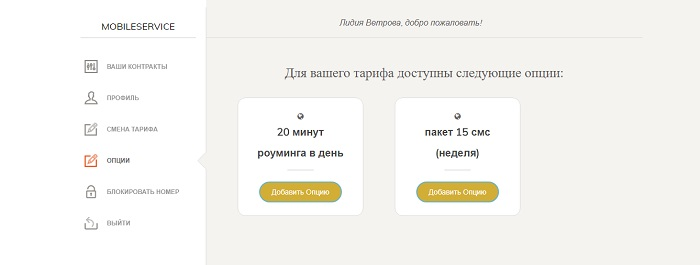 MOBILESERVICE
ВАШИ КОНТРАКТЫ
ПРОФИЛЬ
СМЕНА ТАРИФА
ОПЦИИ
БЛОКИРОВАТЬ НОМЕР
ВЫЙТИ
Лидия Ветрова, добро пожаловать!
Для вашего тарифа доступны следующие опции:
20 минут
роуминга в день
Добавить Опцию
пакет 15 смс
(неделя)
Добавить Опцию